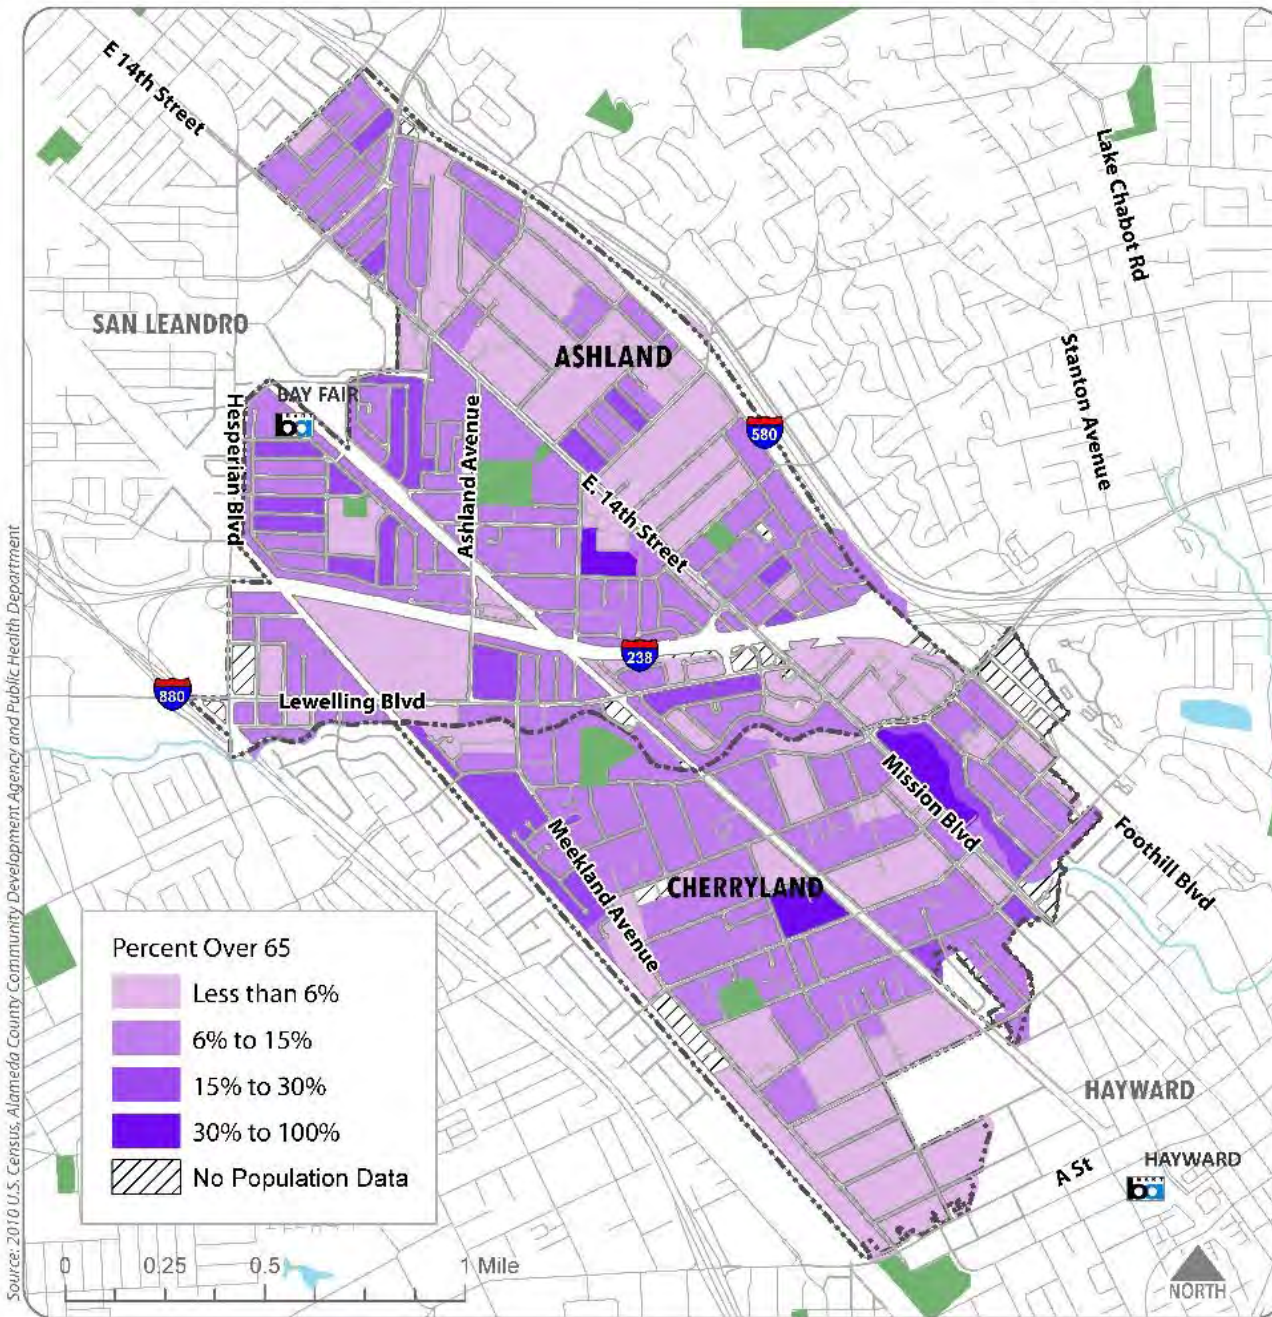 E 14th Street
Lake Chabot Rd
SAN LEANDRO
Stanton Avenue
ASHLAND
BAY FAIR
ba
Hesperian Blvd
Ashland Avenue
580
E. 14th Street
238
880
Lewelling Blvd
Mission Blvd
Foothill Blvd
Meekland Avenue
CHERRYLAND
Percent Over 65
Less than 6%
6% to 15%
15% to 30%
30% to 100%
No Population Data
HAYWARD
HAYWARD
A St
ba
0 0.25 0.5 1 Mile
NORTH
Source: 2010 U.S. Census, Alameda County Community Development Agency and Public Health Department